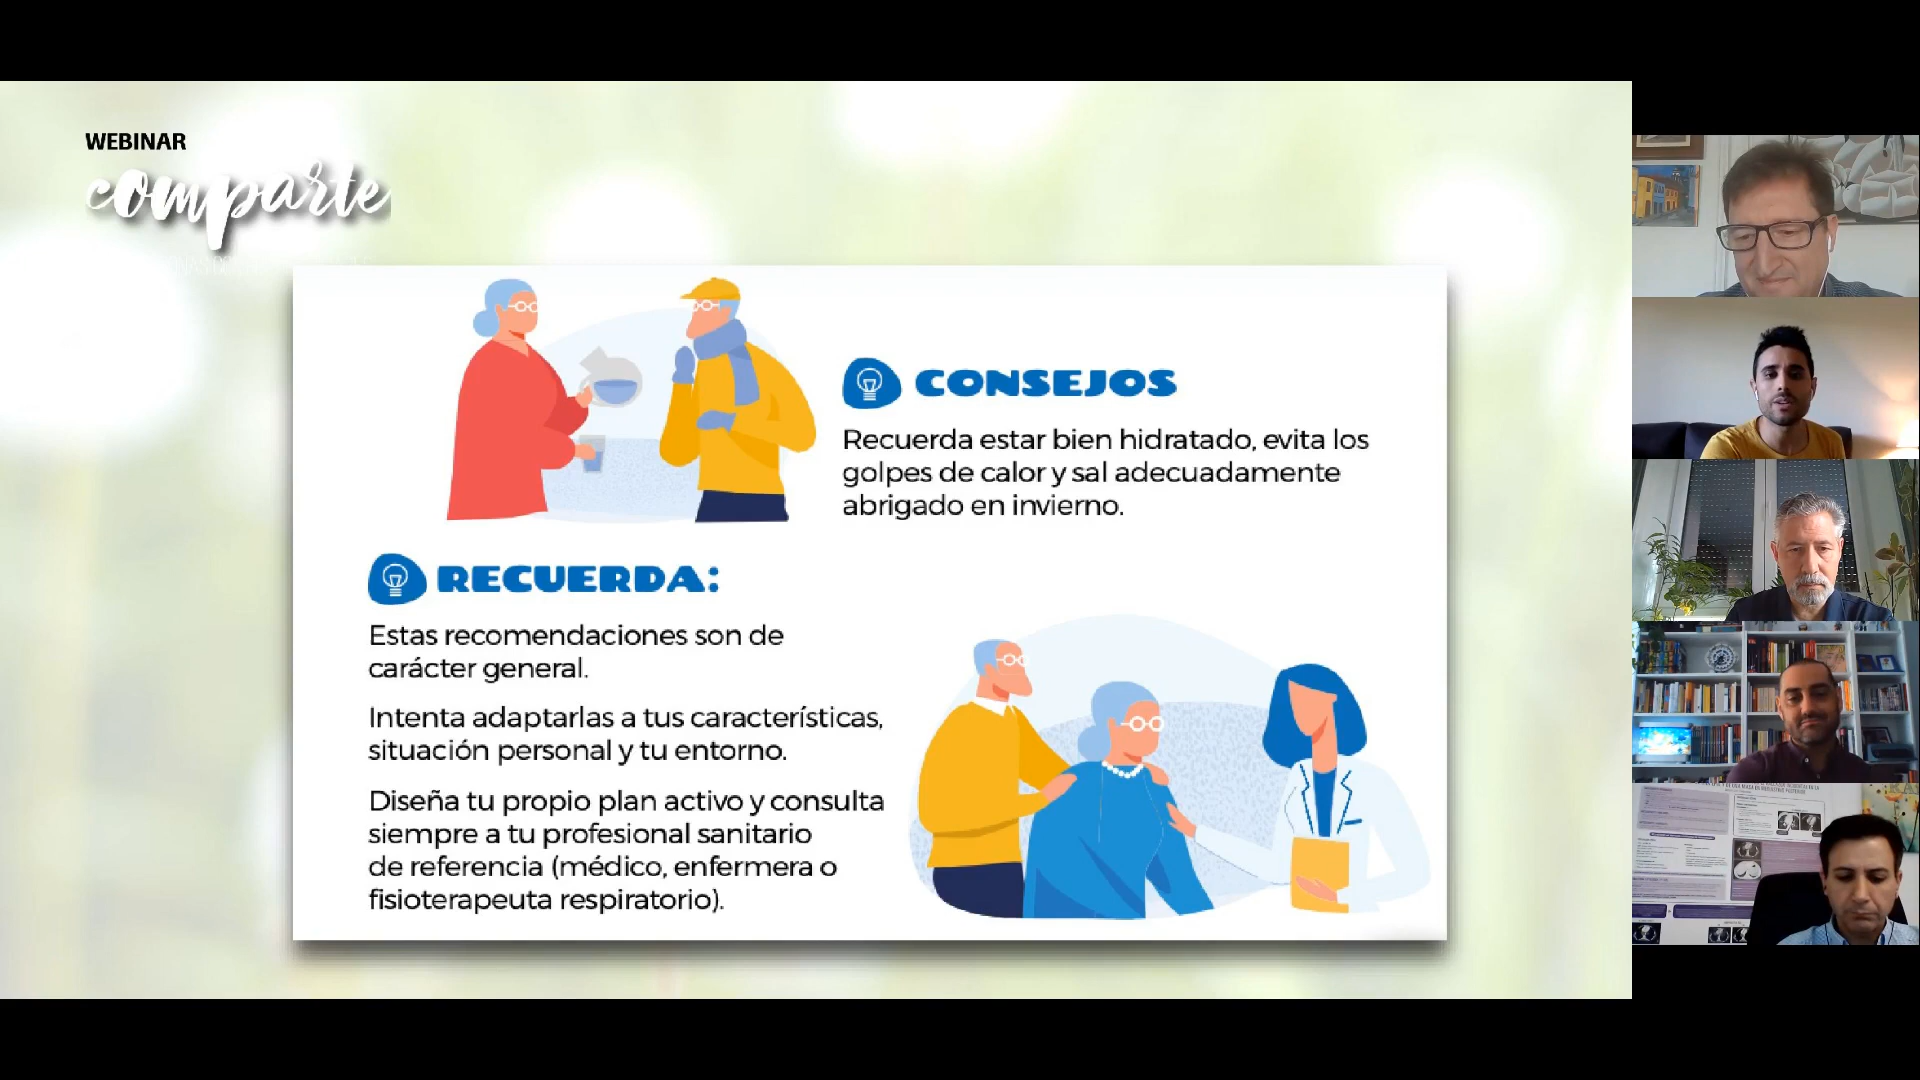 WEBINAR
comparte
CONSEJOS
Recuerda estar bien hidratado, evita los
golpes de calor y sal adecuadamente
abrigado en invierno.
RECUERDA:
Estas recomendaciones son de
carácter general.
Intenta adaptarlas a tus características,
situación personal y tu entorno.
Diseña tu propio plan activo y consulta
siempre a tu profesional sanitario
de referencia (médico, enfermera o
fisioterapeuta respiratorio).